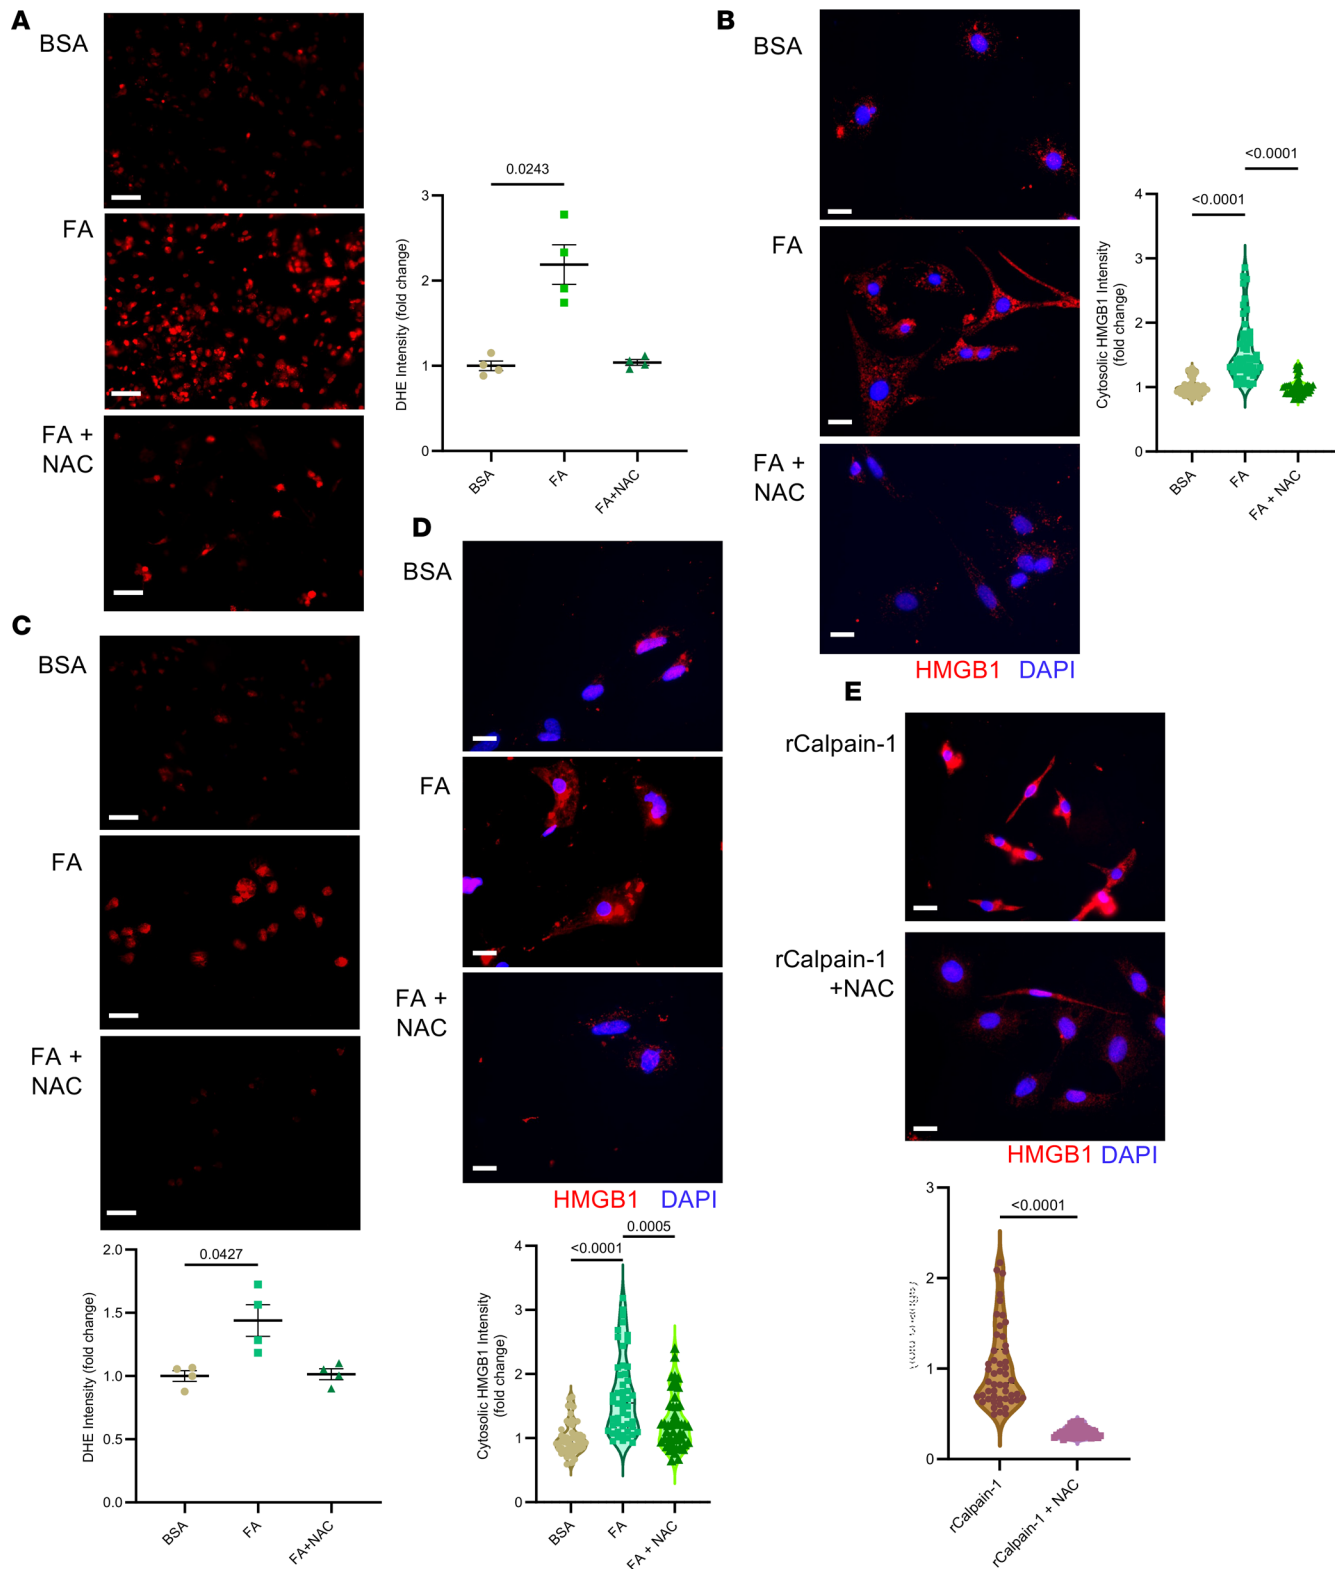 A
BSA
FA
FA +
NAC
0.0243
3
2
1
0
DHE Intensity (fold change)
BSA
FA
FA+NAC
B
BSA
FA
FA +
NAC
HMGB1 DAPI
<0.0001
<0.0001
4
3
2
1
0
Cytosolic HMGB1 Intensity
(fold change)
BSA
FA
FA + NAC
C
BSA
FA
FA +
NAC
0.0427
2.0
1.5
1.0
0.5
0.0
DHE Intensity (fold change)
BSA
FA
FA+NAC
D
BSA
FA
FA +
NAC
HMGB1 DAPI
0.0005
<0.0001
4
3
2
1
0
Cytosolic HMGB1 Intensity
(fold change)
BSA
FA
FA + NAC
E
rCalpain-1
rCalpain-1
+NAC
HMGB1 DAPI
<0.0001
3
2
1
0
rCalpain-1
rCalpain-1 + NAC